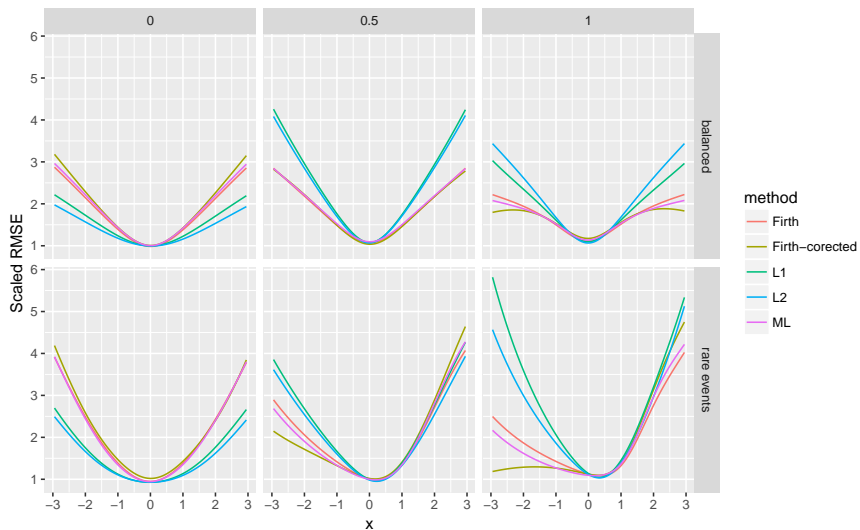 0 0.5 1
6
5
4
3
2
1
balanced
6
5
4
3
2
1
rare events
Scaled RMSE
−3 −2 −1 0 1 2 3 −3 −2 −1 0 1 2 3 −3 −2 −1 0 1 2 3
x
method
Firth
Firth−corected
L1
L2
ML